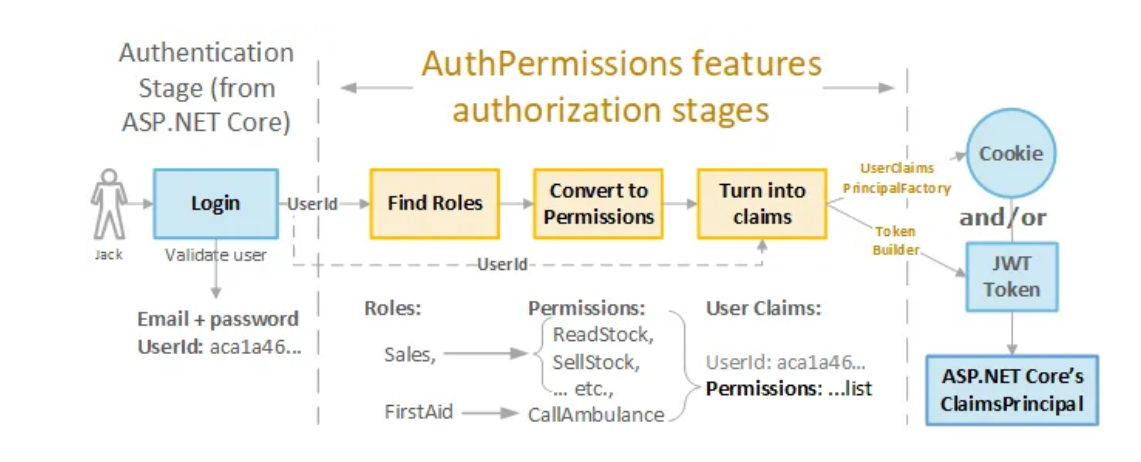 Authentication
Stage (from
ASP.NET Core)
AuthPermissions features
authorization stages
Jack
Login
Validate user
UserId
Find Roles
Convert to
Permissions
Turn into
claims
UserId
UserClaims
PrincipalFactory
Token
Builder
Cookie
and/or
JWT
Token
ASP.NET Core's
ClaimsPrincipal
Email + password
UserId: aca1a46...
Roles:
Sales,
FirstAid
Permissions:
ReadStock,
SellStock,
... etc.,
CallAmbulance
User Claims:
UserId: aca1a46...
Permissions: ...list